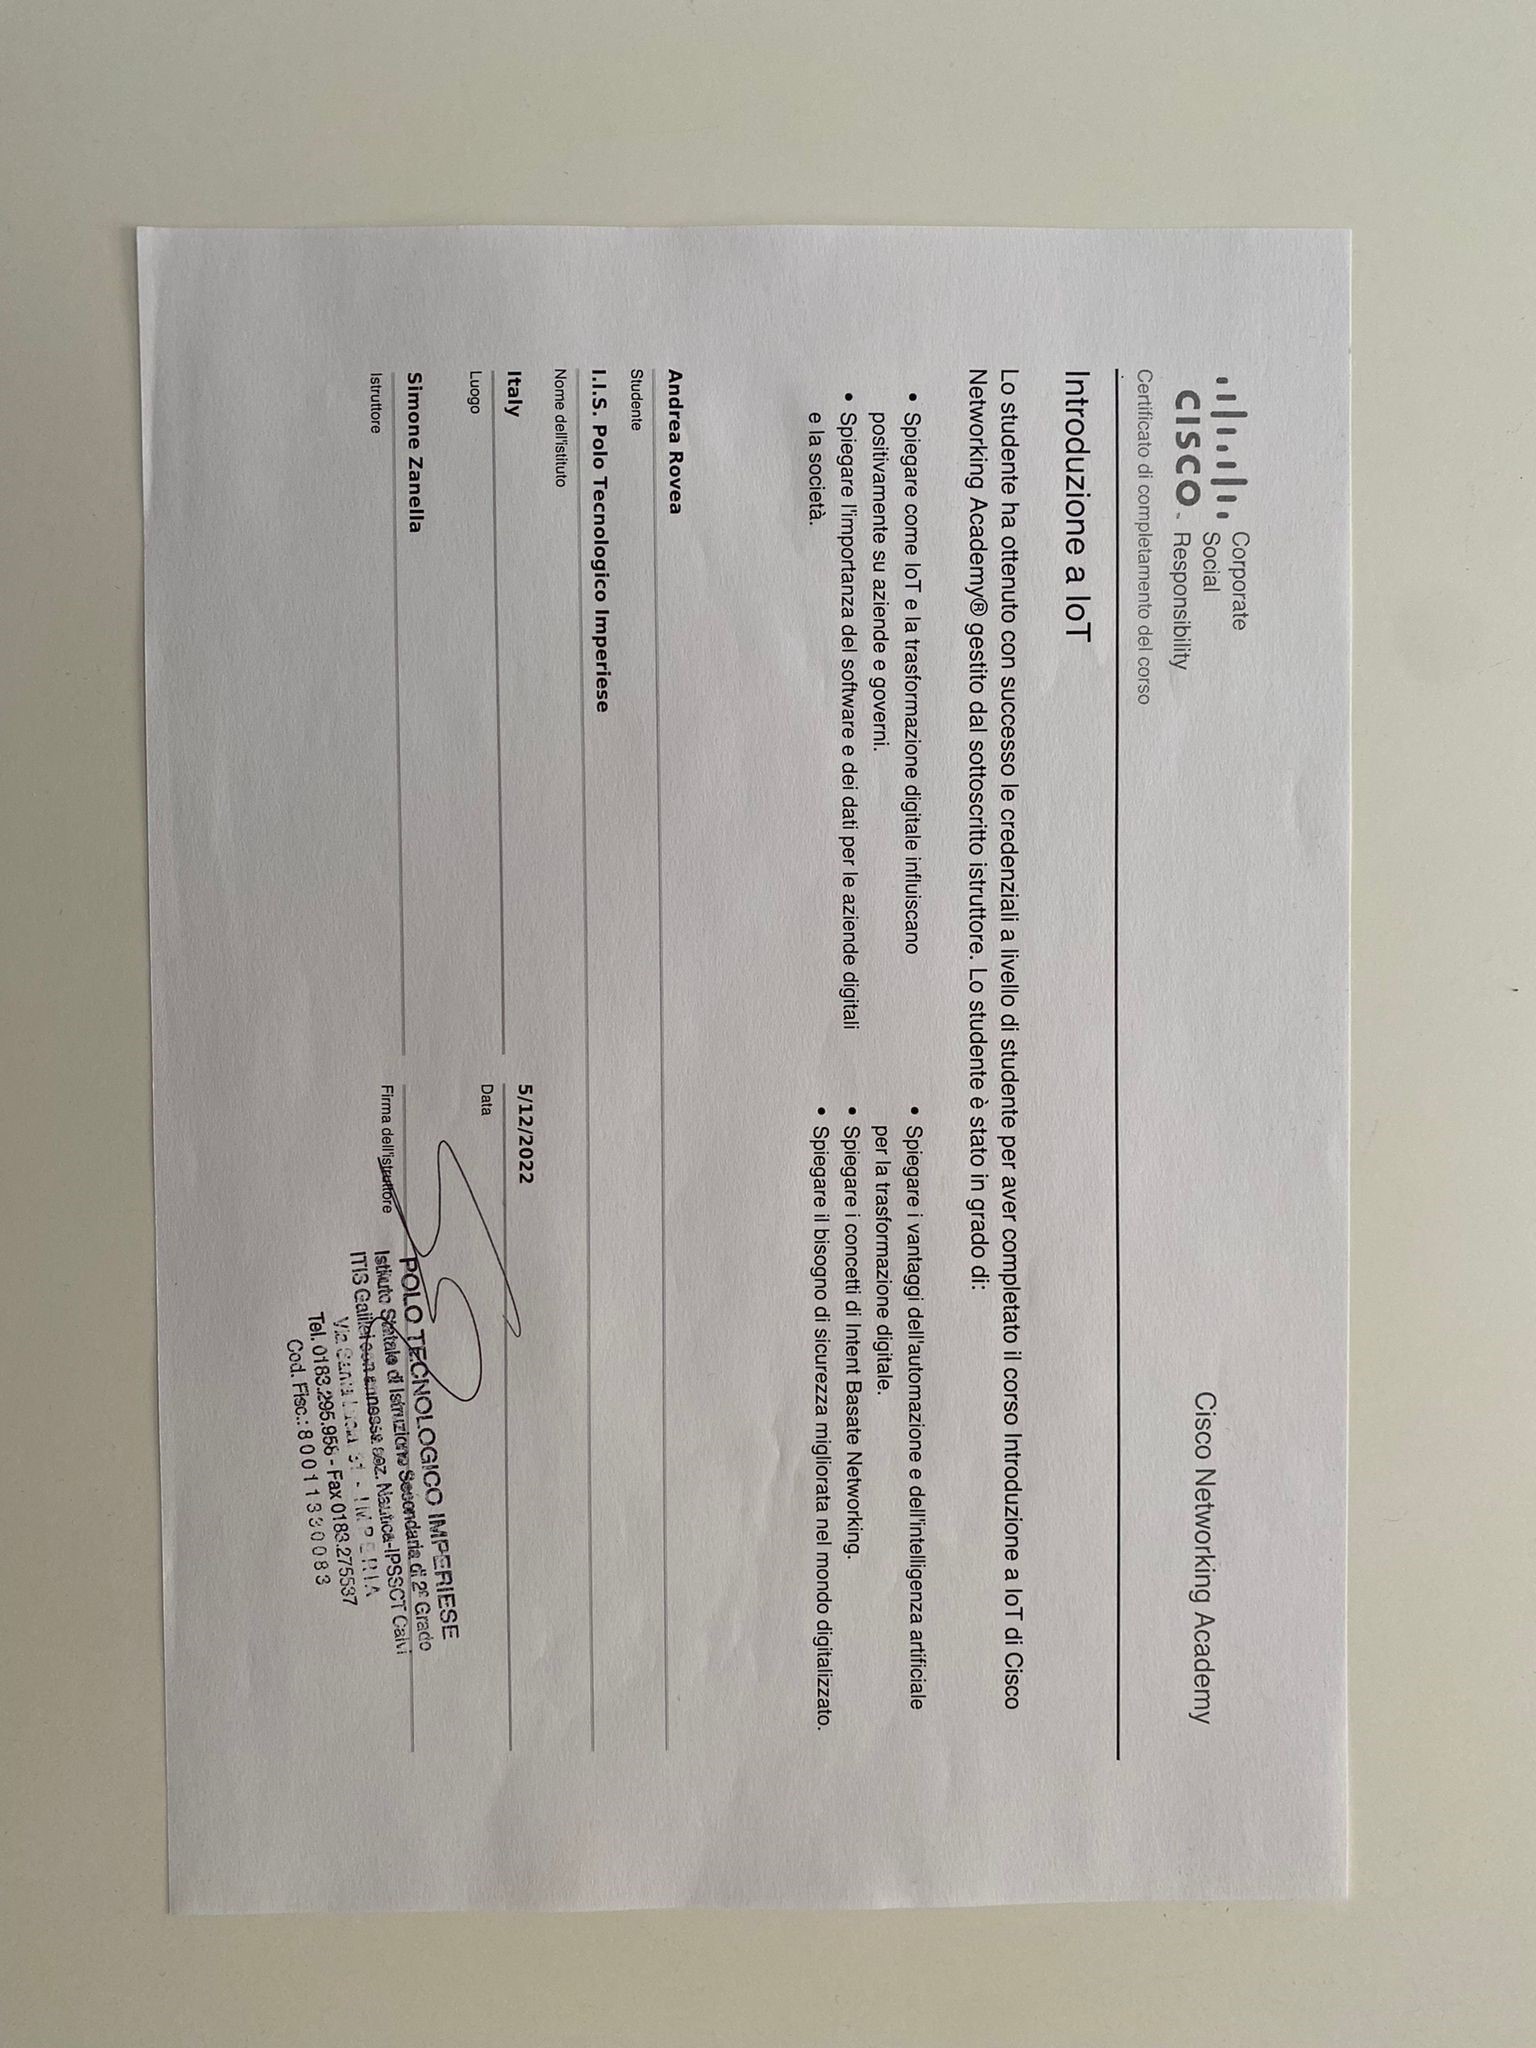 CISCO
Corporate
Social
Responsibility
Cisco Networking Academy
Certificato di completamento del corso
Introduzione a IoT
Lo studente ha ottenuto con successo le credenziali a livello di studente per aver completato il corso Introduzione a IoT di Cisco
Networking Academy® gestito dal sottoscritto istruttore. Lo studente è stato in grado di:
• Spiegare come IoT e la trasformazione digitale influiscano
positivamente su aziende e governi.
• Spiegare l'importanza del software e dei dati per le aziende digitali
e la società.
• Spiegare i vantaggi dell'automazione e dell'intelligenza artificiale
per la trasformazione digitale.
• Spiegare i concetti di Intent Basate Networking.
• Spiegare il bisogno di sicurezza migliorata nel mondo digitalizzato.
Andrea Rovea
Studente
I.I.S. Polo Tecnologico Imperiese
Nome dell'istituto
Italy
Luogo
5/12/2022
Data
Simone Zanella
Istruttore
Firma dell'istruttore
POLO TECNOLOGICO IMPERIESE
Istituto Statale di Istruzione Secondaria di 2° Grado
ITIS Galilei con annessa sez. Nautica-IPSSCT Calvi
Via Santa Lucia 31 - IMPERIA
Tel. 0183.295.956 - Fax 0183.275537
Cod. Fisc.: 80011330083